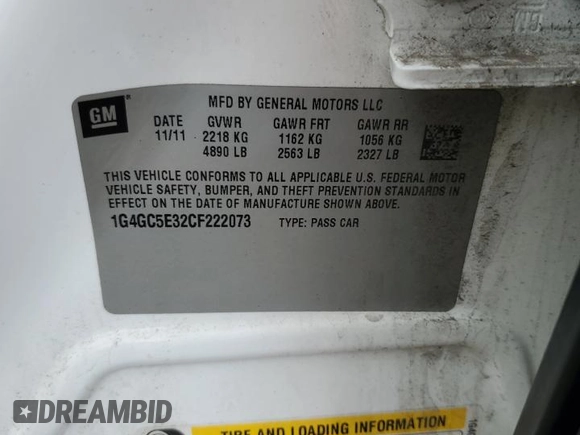 GM
MFD BY GENERAL MOTORS LLC
DATE GVWR GAWR FRT GAWR RR
11/11 2218 KG 1162 KG 1056 KG
4890 LB 2563 LB 2327 LB
THIS VEHICLE CONFORMS TO ALL APPLICABLE U.S. FEDERAL MOTOR
VEHICLE SAFETY, BUMPER, AND THEFT PREVENTION STANDARDS IN
EFFECT ON THE DATE OF MANUFACTURE SHOWN ABOVE.
1G4GC5E32CF222073 TYPE: PASS CAR
DREAMBID
TIRE AND LOADING INFORMATION